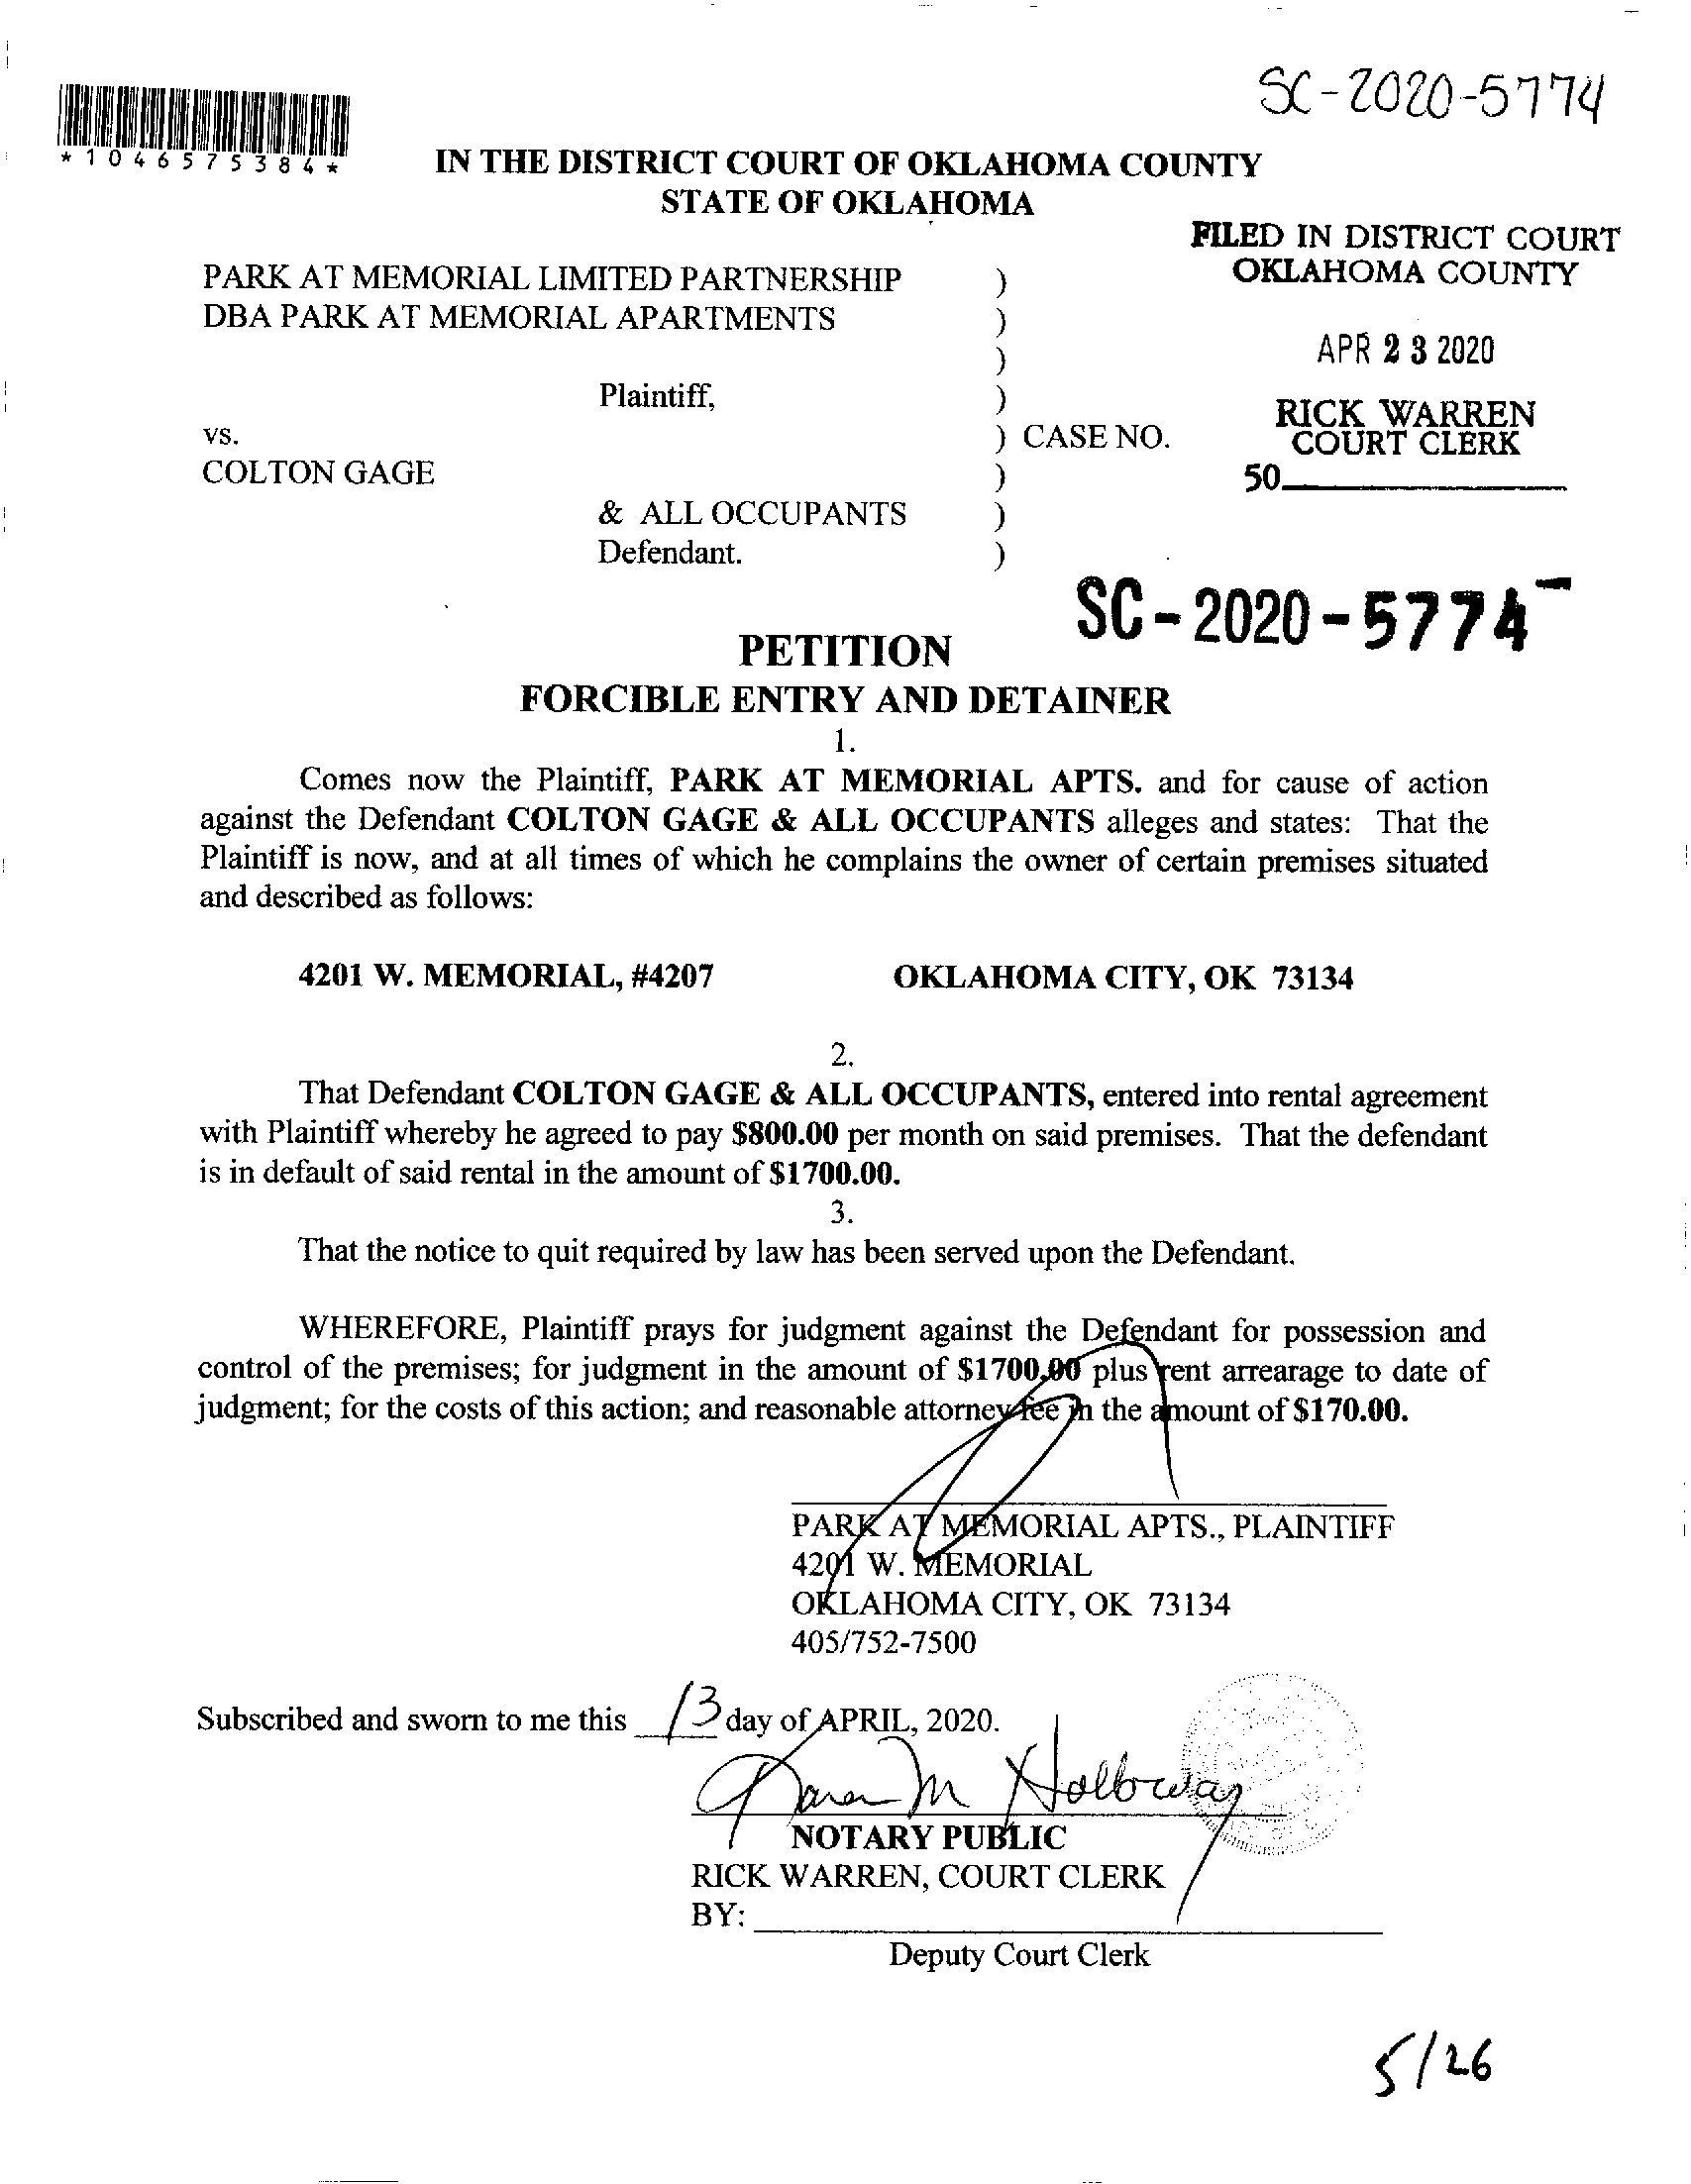 SC-2020-5774
*1046575384*
IN THE DISTRICT COURT OF OKLAHOMA COUNTY
STATE OF OKLAHOMA
FILED IN DISTRICT COURT
OKLAHOMA COUNTY
PARK AT MEMORIAL LIMITED PARTNERSHIP )
DBA PARK AT MEMORIAL APARTMENTS )
)
APR 23 2020
Plaintiff, )
RICK WARREN
COURT CLERK
vs. ) CASE NO.
COLTON GAGE )
50
& ALL OCCUPANTS )
Defendant. )
SC-2020-5774-
PETITION
FORCIBLE ENTRY AND DETAINER
1.
Comes now the Plaintiff, PARK AT MEMORIAL APTS. and for cause of action
against the Defendant COLTON GAGE & ALL OCCUPANTS alleges and states: That the
Plaintiff is now, and at all times of which he complains the owner of certain premises situated
and described as follows:
4201 W. MEMORIAL, #4207 OKLAHOMA CITY, OK 73134
2.
That Defendant COLTON GAGE & ALL OCCUPANTS, entered into rental agreement
with Plaintiff whereby he agreed to pay $800.00 per month on said premises. That the defendant
is in default of said rental in the amount of $1700.00.
3.
That the notice to quit required by law has been served upon the Defendant.
WHEREFORE, Plaintiff prays for judgment against the Defendant for possession and
control of the premises; for judgment in the amount of $1700.00 plus rent arrearage to date of
judgment; for the costs of this action; and reasonable attorney fee in the amount of $170.00.
PARK AT MEMORIAL APTS., PLAINTIFF
4201 W. MEMORIAL
OKLAHOMA CITY, OK 73134
405/752-7500
Subscribed and sworn to me this 13 day of APRIL, 2020.
Karen M Holloway
NOTARY PUBLIC
RICK WARREN, COURT CLERK
BY:
Deputy Court Clerk
5/26